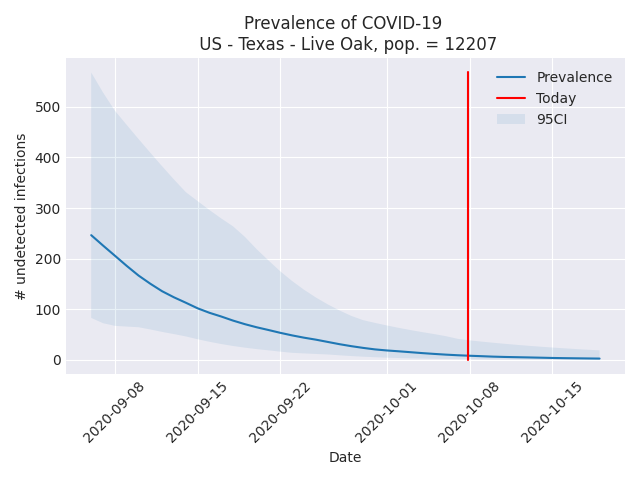 Prevalence of COVID-19
US - Texas - Live Oak, pop. = 12207
Prevalence
Today
95CI
# undetected infections
500
400
300
200
100
0
2020-09-08
2020-09-15
2020-09-22
2020-10-01
2020-10-08
2020-10-15
Date